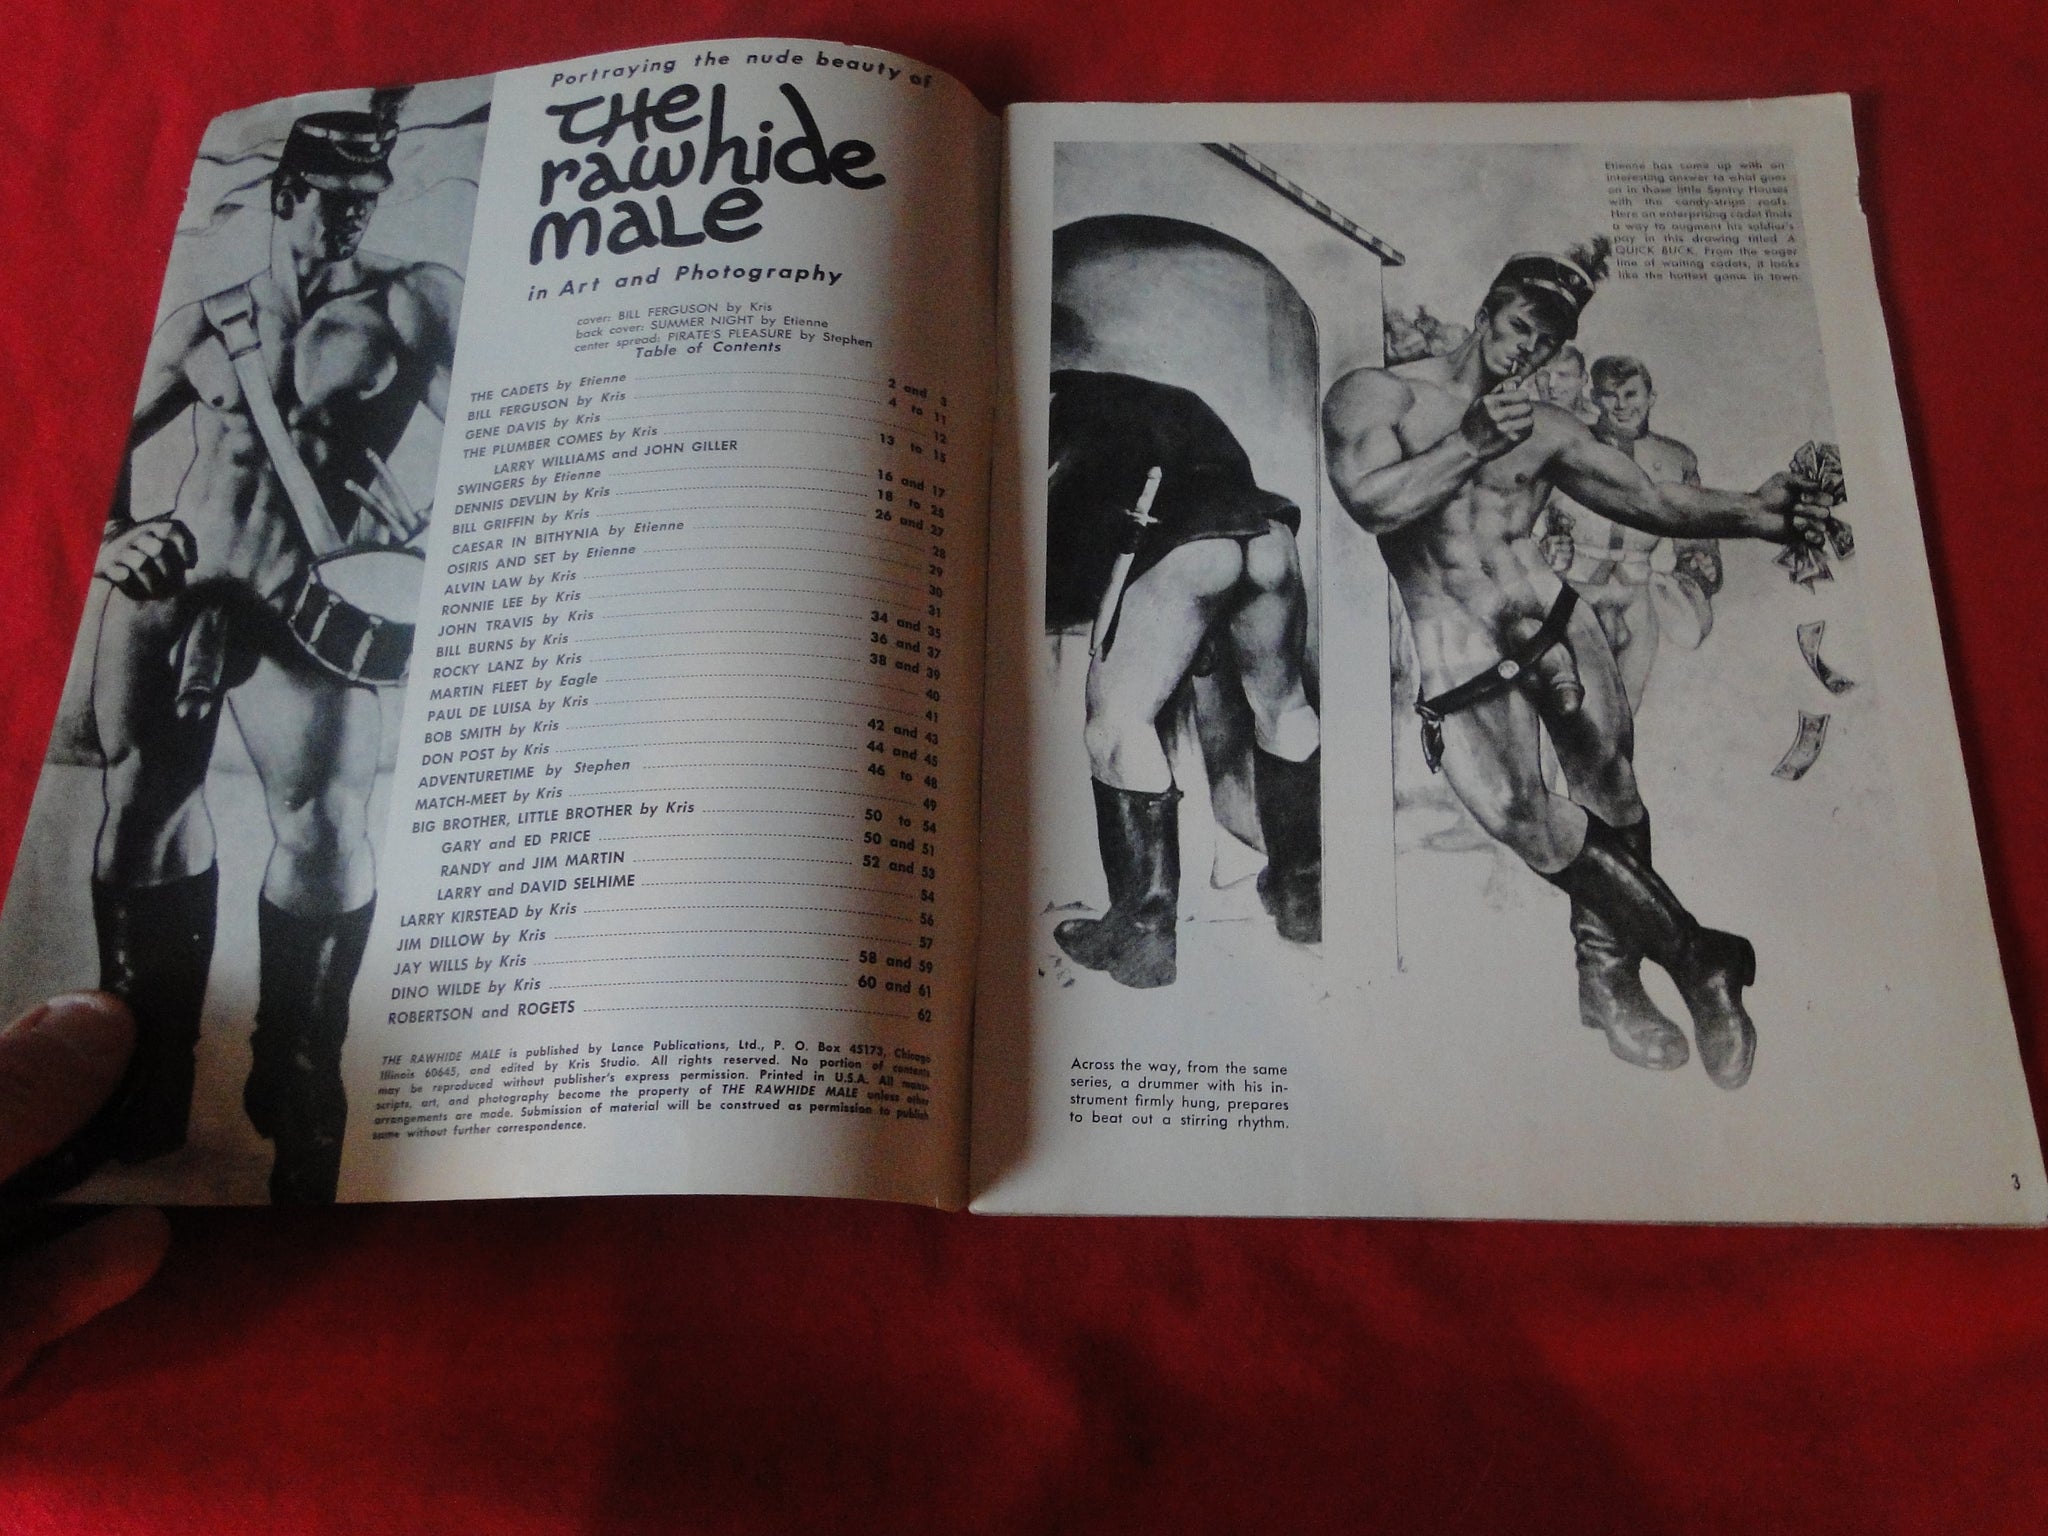 Portraying the nude beauty of
THE
rawhide
MALE
in Art and Photography
cover: BILL FERGUSON by Kris
back cover: SUMMER NIGHT by Etienne
center spread: PIRATE'S PLEASURE by Stephen
Table of Contents
THE CADETS by Etienne 2 and 3
BILL FERGUSON by Kris 4 to 11
GENE DAVIS by Kris 12
THE PLUMBER COMES by Kris 13 to 15
LARRY WILLIAMS and JOHN GILLER
SWINGERS by Etienne 16 and 17
DENNIS DEVLIN by Kris 18 to 25
BILL GRIFFIN by Kris 26 and 27
CAESAR IN BITHYNIA by Etienne 28
OSIRIS AND SET by Etienne 29
ALVIN LAW by Kris 30
RONNIE LEE by Kris 31
JOHN TRAVIS by Kris 34 and 35
BILL BURNS by Kris 36 and 37
ROCKY LANZ by Kris 38 and 39
MARTIN FLEET by Eagle 40
PAUL DE LUISA by Kris 41
BOB SMITH by Kris 42 and 43
DON POST by Kris 44 and 45
ADVENTURETIME by Stephen 46 to 48
MATCH-MEET by Kris 49
BIG BROTHER, LITTLE BROTHER by Kris 50 to 54
GARY and ED PRICE 50 and 51
RANDY and JIM MARTIN 52 and 53
LARRY and DAVID SELHIME 54
LARRY KIRSTEAD by Kris 56
JIM DILLOW by Kris 57
JAY WILLS by Kris 58 and 59
DINO WILDE by Kris 60 and 61
ROBERTSON and ROGETS 62
THE RAWHIDE MALE is published by Lance Publications, Ltd., P. O. Box 45173, Chicago
Illinois 60645, and edited by Kris Studio. All rights reserved. No portion of contents
may be reproduced without publisher's express permission. Printed in U.S.A. All manu-
scripts, art, and photography become the property of THE RAWHIDE MALE unless other
arrangements are made. Submission of material will be construed as permission to publish
same without further correspondence.
Etienne has come up with an
interesting answer to what goes
on in those little Sentry Houses
with the candy-stripe roofs.
Here an enterprising cadet finds
a way to augment his soldier's
pay in this drawing titled A
QUICK BUCK. From the eager
line of waiting cadets, it looks
like the hottest game in town.
Across the way, from the same
series, a drummer with his in-
strument firmly hung, prepares
to beat out a stirring rhythm.
3